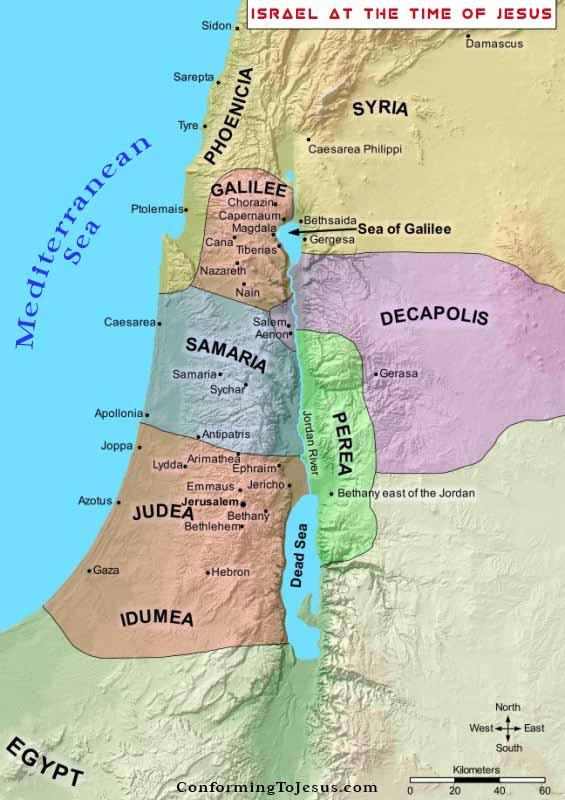 ISRAEL AT THE TIME OF JESUS
Sidon
Damascus
Sarepta
PHOENICIA
SYRIA
Tyre
Caesarea Philippi
Mediterranean
Sea
GALILEE
Chorazin
Ptolemais
Capernaum
Bethsaida
Magdala
Sea of Galilee
Cana
Gergesa
Tiberias
Nazareth
Nain
Caesarea
Salem
Aenon
DECAPOLIS
SAMARIA
Samaria
Gerasa
Sychar
Apollonia
Jordan River
PEREA
Antipatris
Joppa
Arimathea
Lydda
Ephraim
Emmaus
Jericho
Bethany east of the Jordan
Azotus
Jerusalem
JUDEA
Bethany
Bethlehem
Dead Sea
Gaza
Hebron
IDUMEA
EGYPT
North
West
East
South
Kilometers
0 20 40 60
ConformingToJesus.com